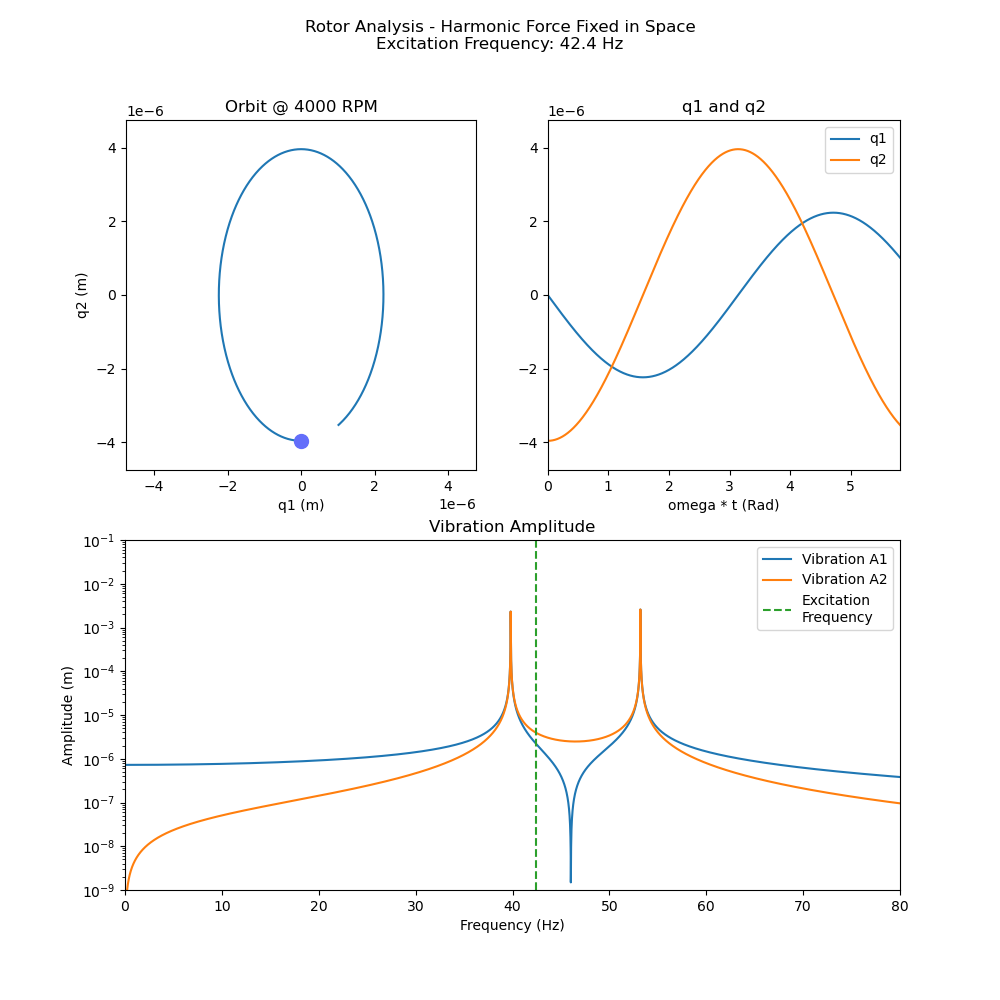 Rotor Analysis - Harmonic Force Fixed in Space
Excitation Frequency: 42.4 Hz
Orbit @ 4000 RPM
1e−6
4
2
0
−2
−4
q2 (m)
−4 −2 0 2 4
q1 (m)
1e−6
q1 and q2
1e−6
q1
q2
4
2
0
−2
−4
0 1 2 3 4 5
omega * t (Rad)
Vibration Amplitude
Vibration A1
Vibration A2
Excitation
Frequency
10−1
10−2
10−3
10−4
10−5
10−6
10−7
10−8
10−9
Amplitude (m)
0 10 20 30 40 50 60 70 80
Frequency (Hz)